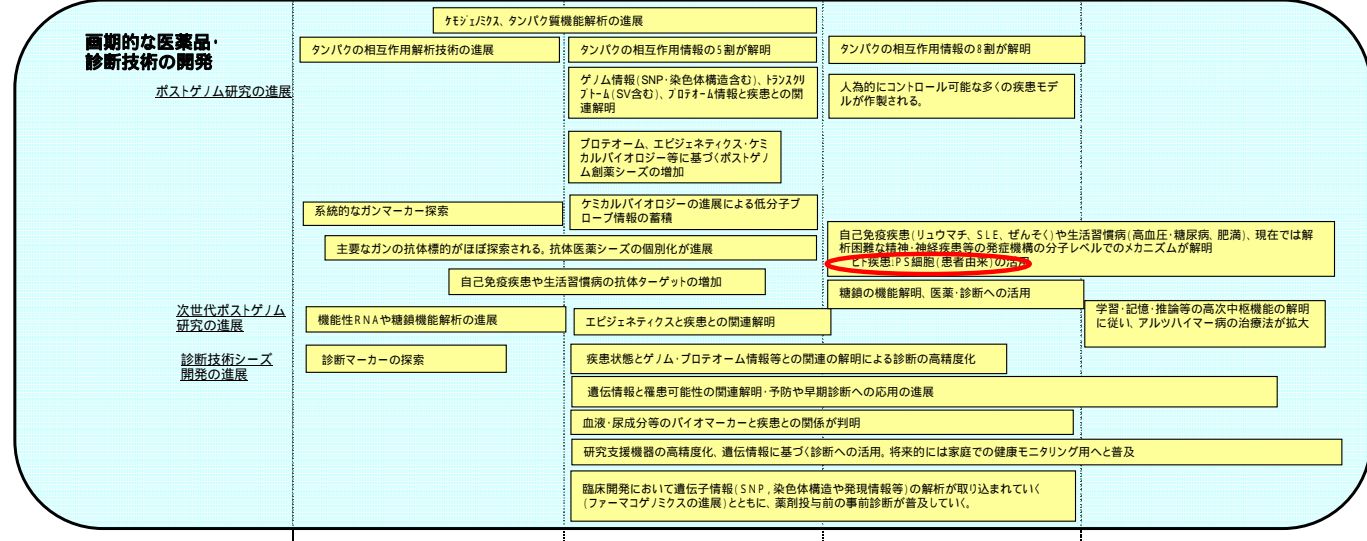 画期的な医薬品・
診断技術の開発
ケモジェノミクス、タンパク質機能解析の進展
タンパクの相互作用解析技術の進展
タンパクの相互作用情報の5割が解明
タンパクの相互作用情報の8割が解明
ポストゲノム研究の進展
ゲノム情報(SNP・染色体構造含む)、トランスクリ
プトーム(SV含む)、プロテオーム情報と疾患との関
連解明
人為的にコントロール可能な多くの疾患モデ
ルが作製される。
プロテオーム、エピジェネティクス・ケミ
カルバイオロジー等に基づくポストゲノ
ム創薬シーズの増加
系統的なガンマーカー探索
ケミカルバイオロジーの進展による低分子プ
ローブ情報の蓄積
主要なガンの抗体標的がほぼ探索される。抗体医薬シーズの個別化が進展
自己免疫疾患(リュウマチ、SLE、ぜんそく)や生活習慣病(高血圧・糖尿病、肥満)、現在では解
析困難な精神・神経疾患等の発症機構の分子レベルでのメカニズムが解明
ヒト疾患iPS細胞(患者由来)の活用
自己免疫疾患や生活習慣病の抗体ターゲットの増加
糖鎖の機能解明、医薬・診断への活用
次世代ポストゲノム
研究の進展
機能性RNAや糖鎖機能解析の進展
エピジェネティクスと疾患との関連解明
学習・記憶・推論等の高次中枢機能の解明
に従い、アルツハイマー病の治療法が拡大
診断技術シーズ
開発の進展
診断マーカーの探索
疾患状態とゲノム・プロテオーム情報等との関連の解明による診断の高精度化
遺伝情報と罹患可能性の関連解明・予防や早期診断への応用の進展
血液・尿成分等のバイオマーカーと疾患との関係が判明
研究支援機器の高精度化、遺伝情報に基づく診断への活用。将来的には家庭での健康モニタリング用へと普及
臨床開発において遺伝子情報(SNP,染色体構造や発現情報等)の解析が取り込まれていく
(ファーマコゲノミクスの進展)とともに、薬剤投与前の事前診断が普及していく。